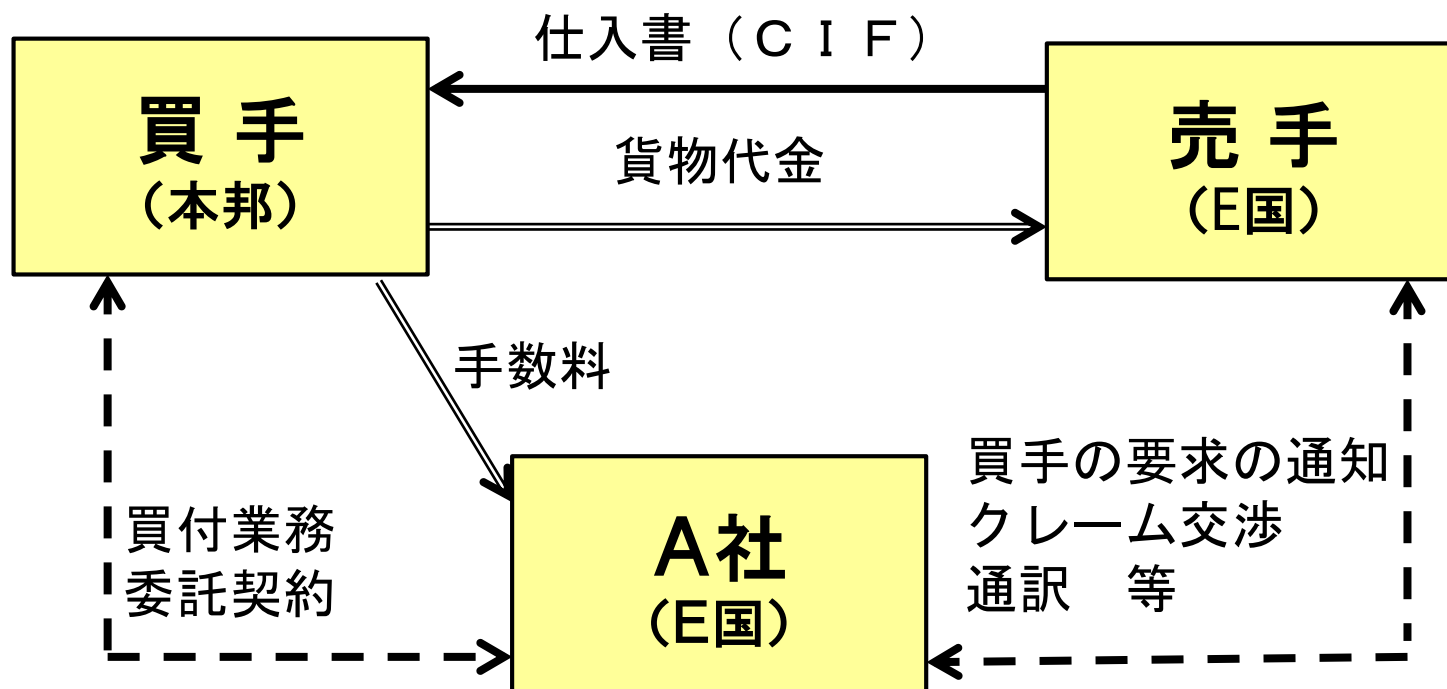 仕入書（ＣＩＦ）
買 手
（本邦）
売 手
（E国）
貨物代金
手数料
買付業務
委託契約
A社
（E国）
買手の要求の通知
クレーム交渉
通訳　等